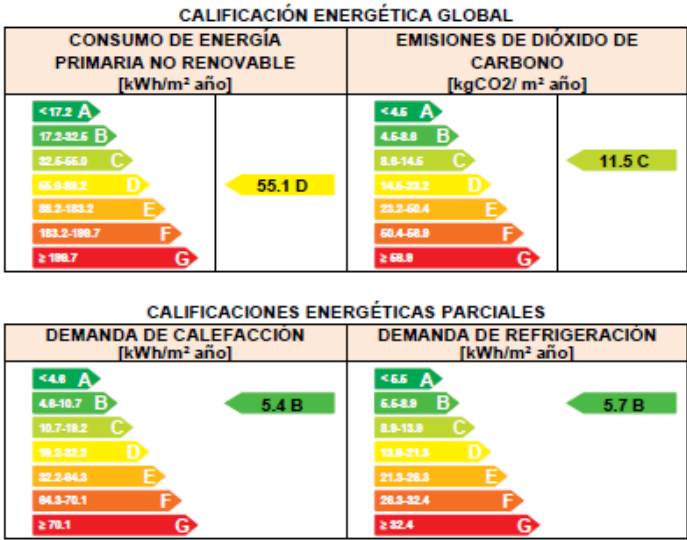 CALIFICACIÓN ENERGÉTICA GLOBAL
CONSUMO DE ENERGÍA
PRIMARIA NO RENOVABLE
[kWh/m² año]
<17.2 A
17.2-32.5 B
32.5-55.0 C
55.0-88.2 D
88.2-183.2 E
183.2-199.7 F
≥ 199.7 G
55.1 D
EMISIONES DE DIÓXIDO DE
CARBONO
[kgCO2/ m² año]
<4.5 A
4.5-8.8 B
8.8-14.5 C
14.5-23.2 D
23.2-50.4 E
50.4-58.9 F
≥ 58.9 G
11.5 C
CALIFICACIONES ENERGÉTICAS PARCIALES
DEMANDA DE CALEFACCIÓN
[kWh/m² año]
<4.6 A
4.6-10.7 B
10.7-19.2 C
19.2-32.2 D
32.2-64.3 E
64.3-70.1 F
≥ 70.1 G
5.4 B
DEMANDA DE REFRIGERACIÓN
[kWh/m² año]
<5.5 A
5.5-8.9 B
8.9-13.9 C
13.9-21.3 D
21.3-26.3 E
26.3-32.4 F
≥ 32.4 G
5.7 B